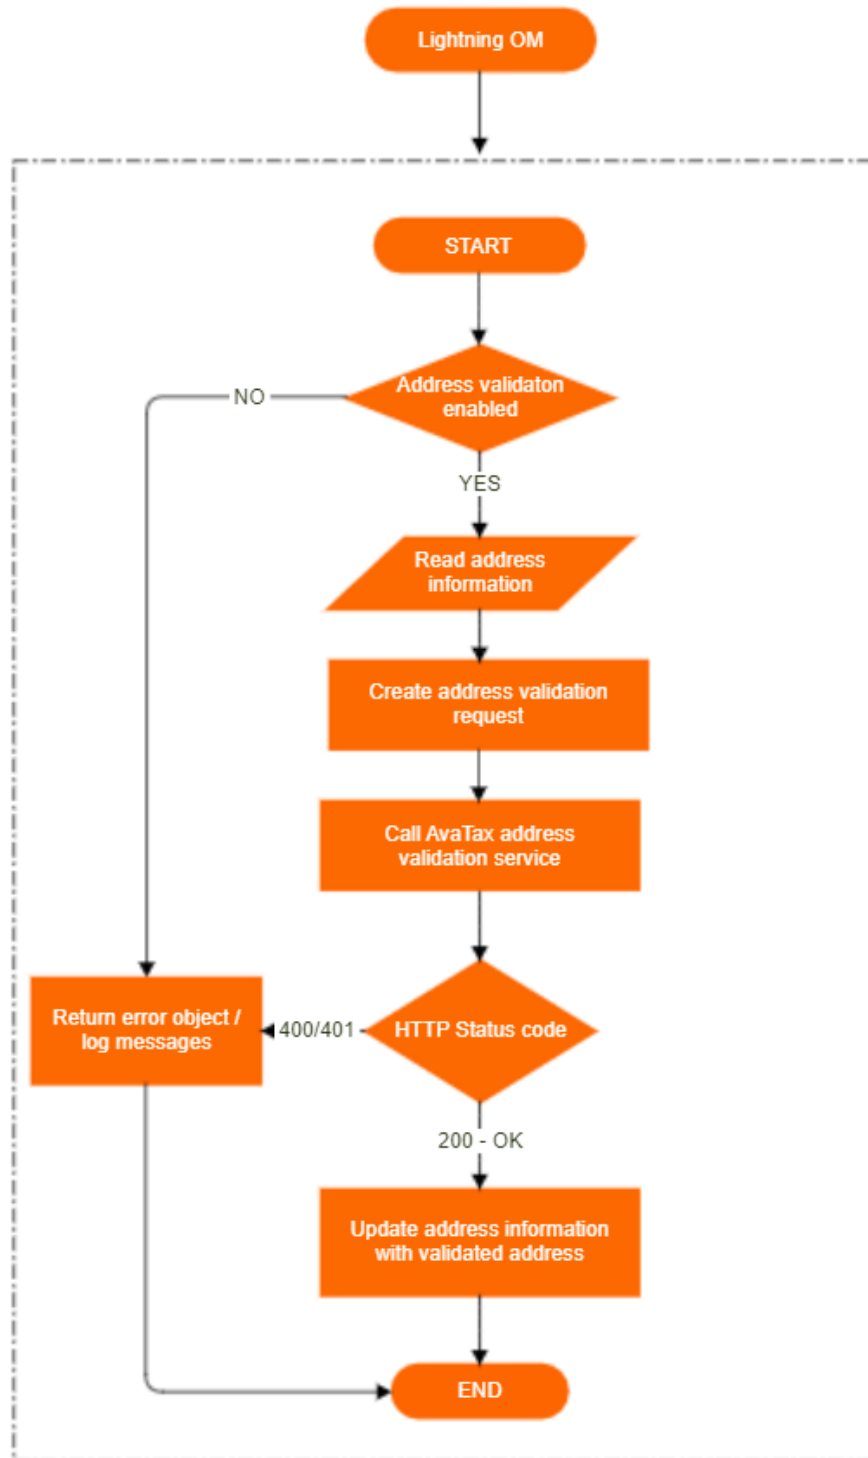 Lightning OM
START
Address validaton
enabled
NO
YES
Read address
information
Create address validation
request
Call AvaTax address
validation service
Return error object /
log messages
400/401
HTTP Status code
200 - OK
Update address information
with validated address
END